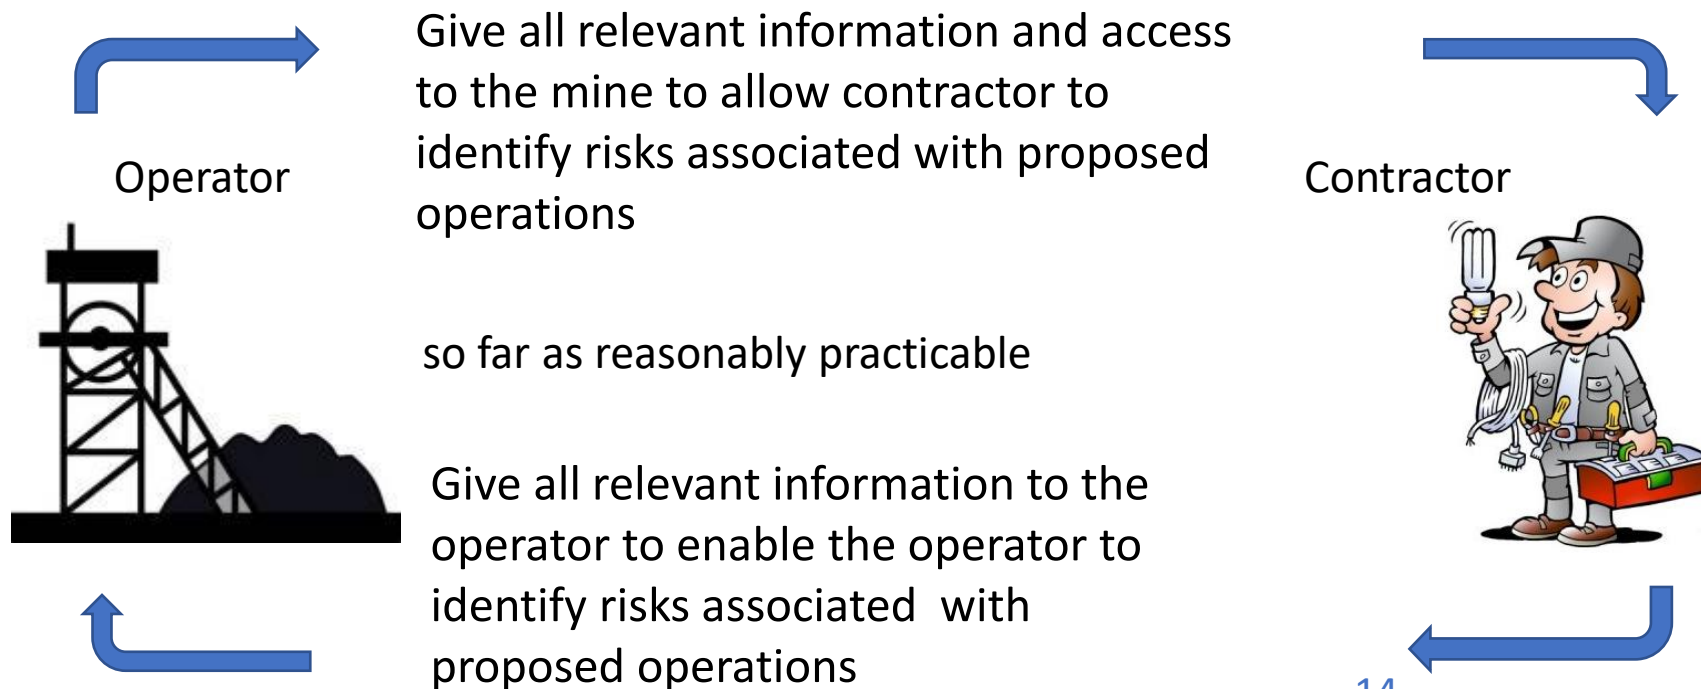 Give all relevant information and access
to the mine to allow contractor to
identify risks associated with proposed
operations
Operator
Contractor
so far as reasonably practicable
Give all relevant information to the
operator to enable the operator to
identify risks associated  with
proposed operations
14